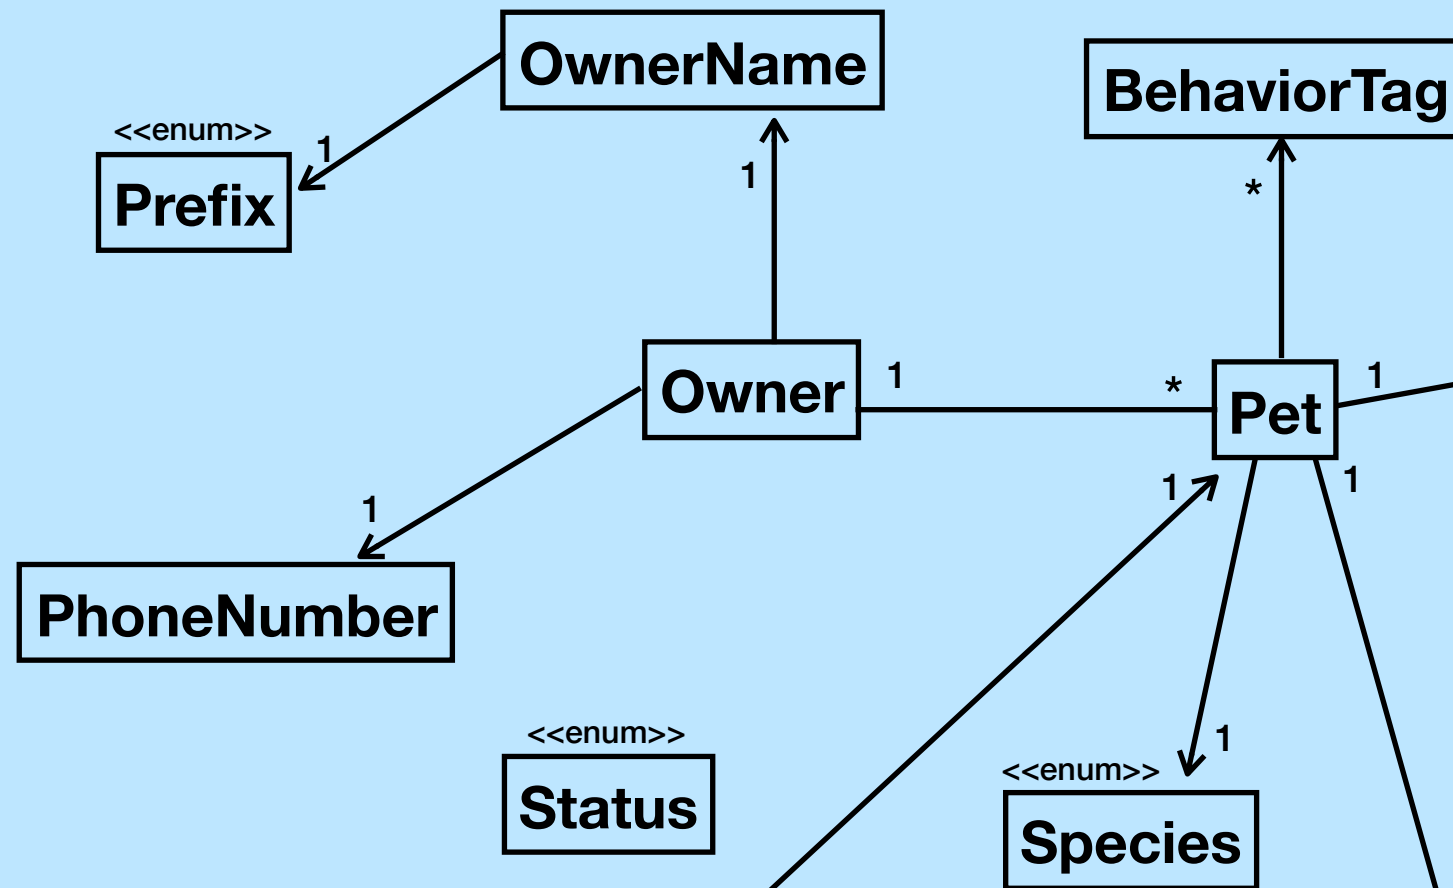 OwnerName
BehaviorTag
<<enum>>
1
Prefix
1
*
Owner
1
*
Pet
1
1
1
1
PhoneNumber
<<enum>>
Status
1
<<enum>>
Species